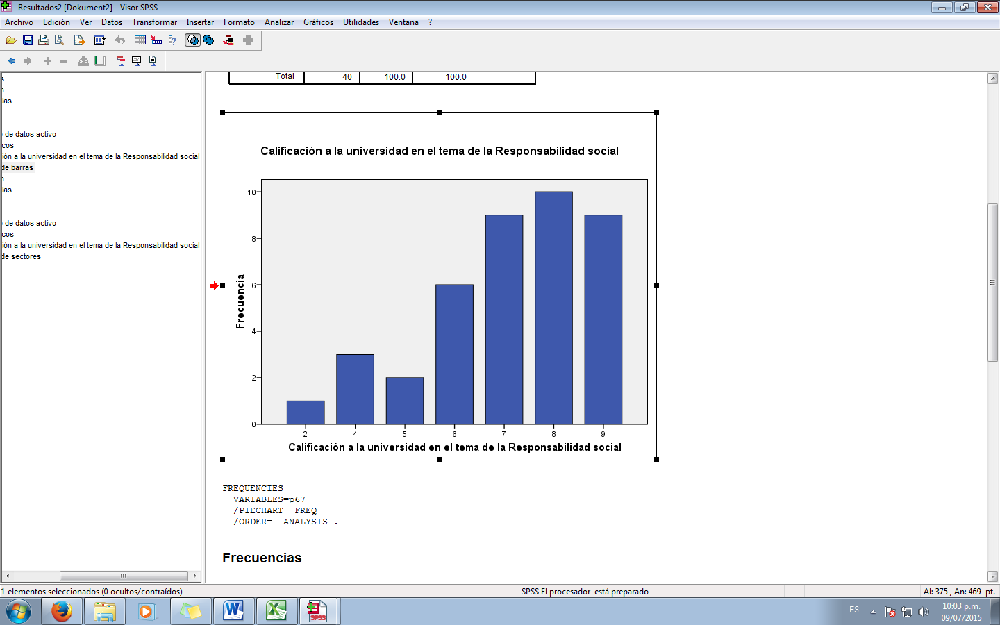 Resultados2 [Dokument2] - Visor SPSS
Archivo Edición Ver Datos Transformar Insertar Formato Analizar Gráficos Utilidades Ventana ?
Total 40 100.0 100.0
s
ias
de datos activo
cos
ión a la universidad en el tema de la Responsabilidad social
de barras
ias
de datos activo
cos
ión a la universidad en el tema de la Responsabilidad social
de sectores
Calificación a la universidad en el tema de la Responsabilidad social
Frecuencia
10
8
6
4
2
0
2 4 5 6 7 8 9
Calificación a la universidad en el tema de la Responsabilidad social
FREQUENCIES
VARIABLES=p67
/PIECHART FREQ
/ORDER= ANALYSIS .
Frecuencias
1 elementos seleccionados (0 ocultos/contraídos) SPSS El procesador está preparado Al: 375 , An: 469 pt.
SPSS
ES
10:03 p.m.
09/07/2015